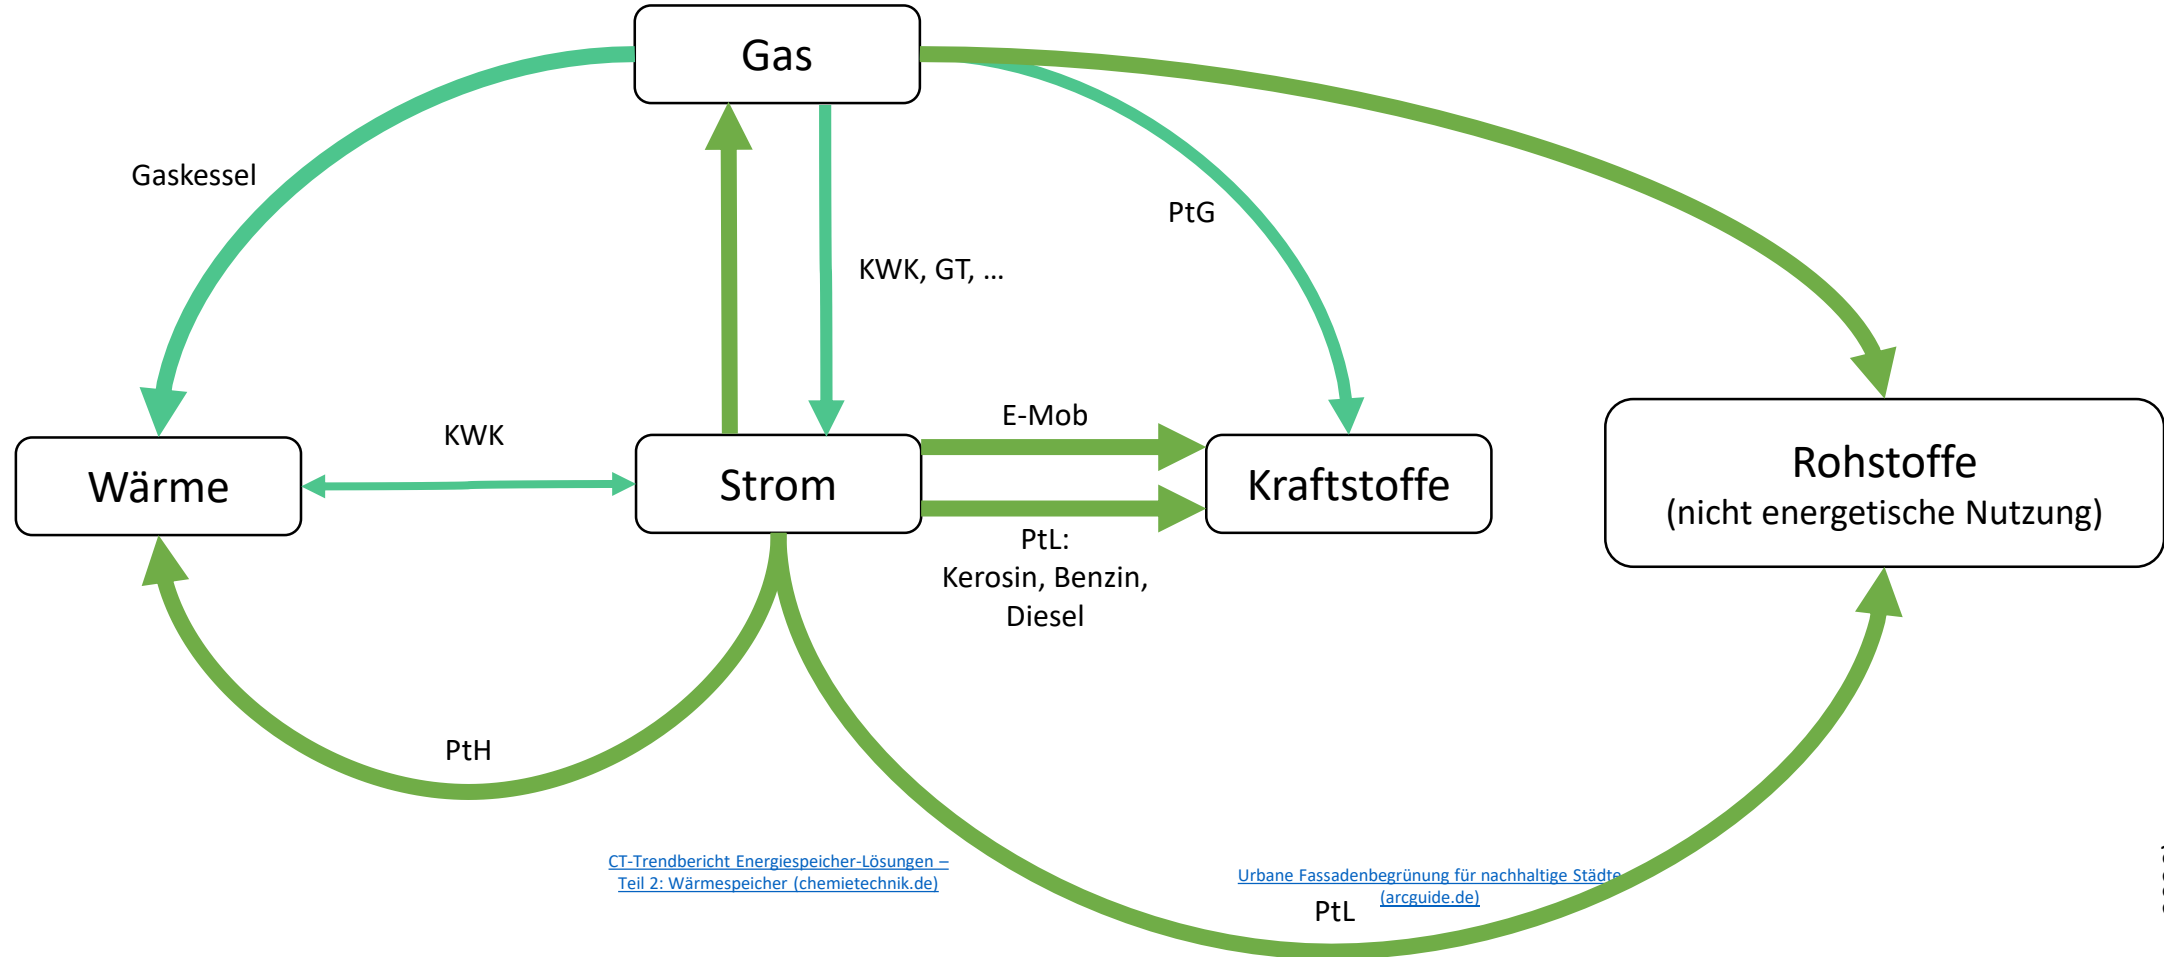 Gas
Gaskessel
PtG
KWK, GT, ...
E-Mob
KWK
Wärme
Strom
Kraftstoffe
Rohstoffe
(nicht energetische Nutzung)
PtL:
Kerosin, Benzin,
Diesel
PtH
CT-Trendbericht Energiespeicher-Lösungen –
Teil 2: Wärmespeicher (chemietechnik.de)
Urbane Fassadenbegrünung für nachhaltige Städte
(arcguide.de)
PtL